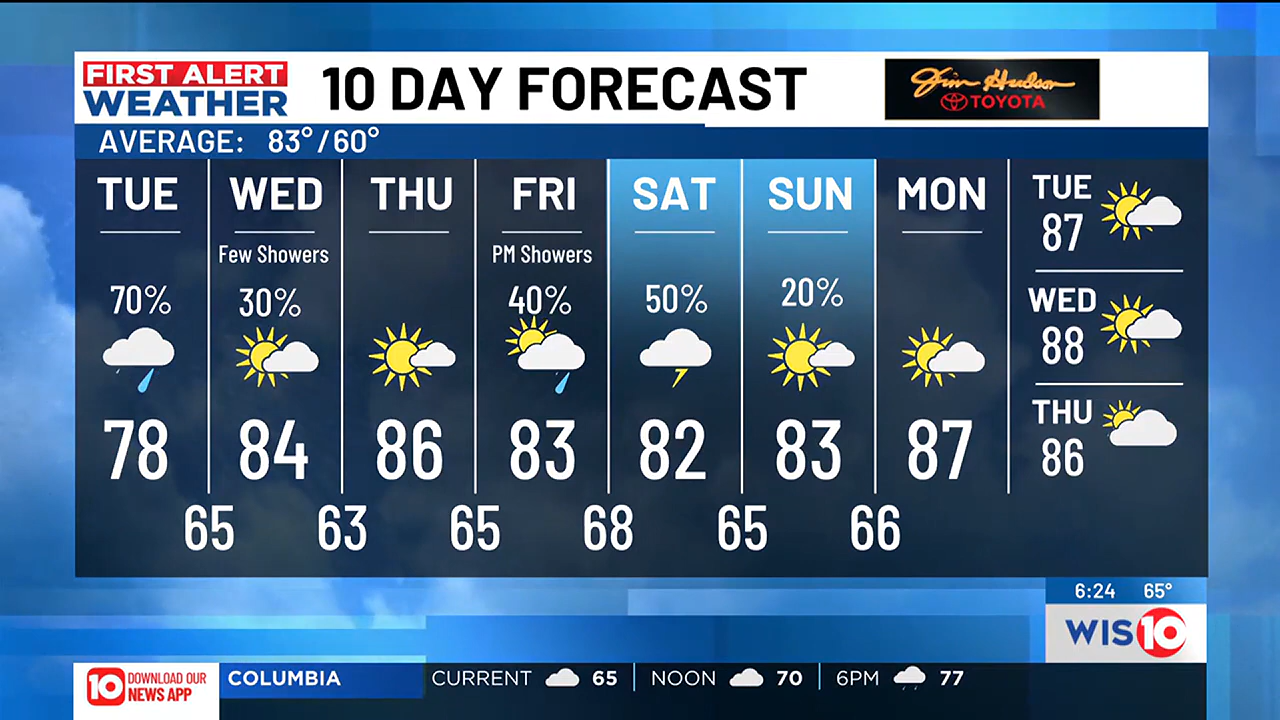 FIRST ALERT
WEATHER
10 DAY FORECAST
Jim Hudson
TOYOTA
AVERAGE: 83°/60°
TUE
70%
78
WED
Few Showers
30%
84
THU
86
FRI
PM Showers
40%
83
SAT
50%
82
SUN
20%
83
MON
87
TUE
87
WED
88
THU
86
65 63 65 68 65 66
6:24 65°
WIS10
10 DOWNLOAD OUR
NEWS APP
COLUMBIA
CURRENT 65 NOON 70 6PM 77